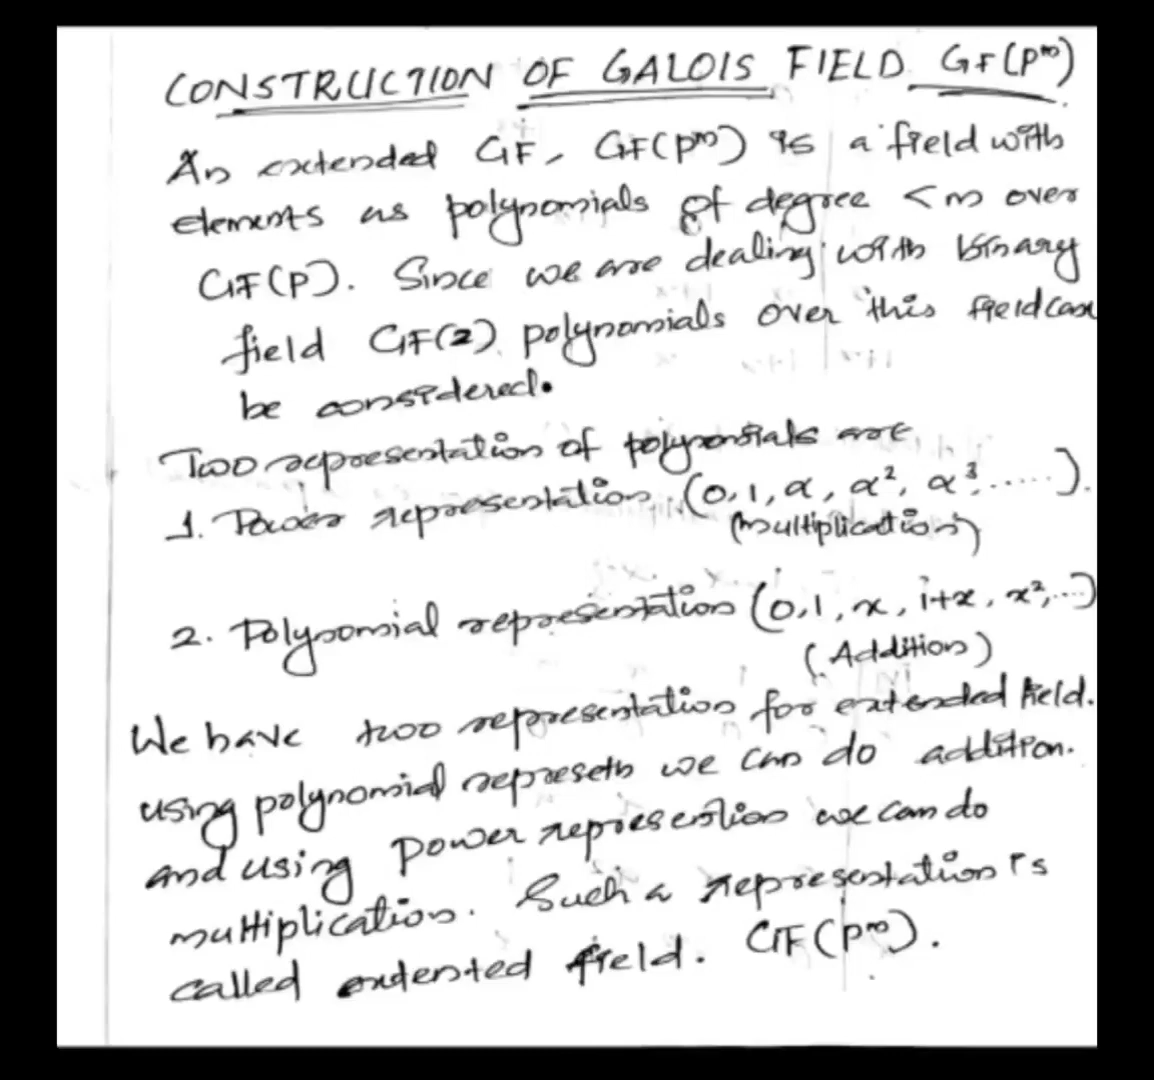 CONSTRUCTION OF GALOIS FIELD GF(p^m)
An extended GF, GF(p^m) is a field with
elements as polynomials of degree < m over
GF(P). Since we are dealing with binary
field GF(2) polynomials over this field can
be considered.
Two representation of polynomials are,
1. Power representation (0,1, α, α², α³, .....).
(multiplication)
2. Polynomial representation (0,1, x, 1+x, x²,...)
(Addition)
We have two representation for extended field.
using polynomial represetn we can do addition.
and using power represention we can do
multiplication. Such a representation is
called extented field. GF(p^m).